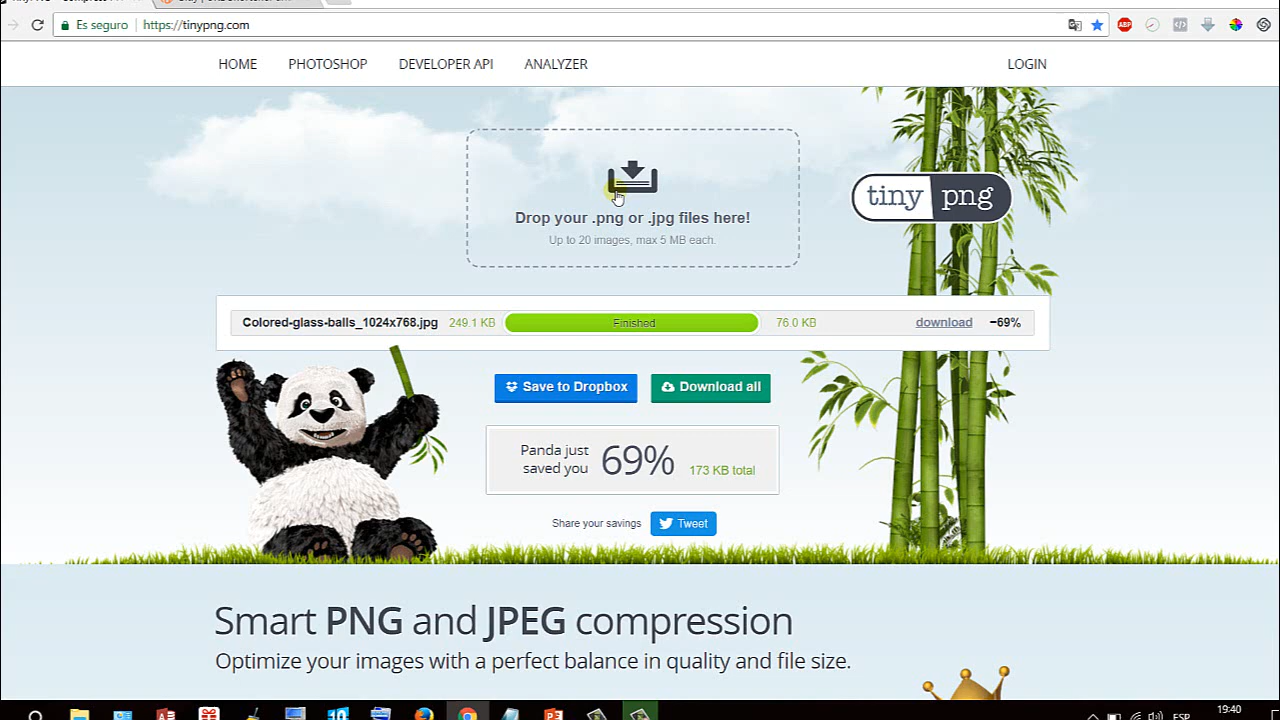 Es seguro
https://tinypng.com
ABP
HOME PHOTOSHOP DEVELOPER API ANALYZER LOGIN
Drop your .png or .jpg files here!
Up to 20 images, max 5 MB each.
tiny png
Colored-glass-balls_1024x768.jpg 249.1 KB Finished 76.0 KB download −69%
Save to Dropbox Download all
Panda just
saved you
69%
173 KB total
Share your savings Tweet
Smart PNG and JPEG compression
Optimize your images with a perfect balance in quality and file size.
19:40
ESP